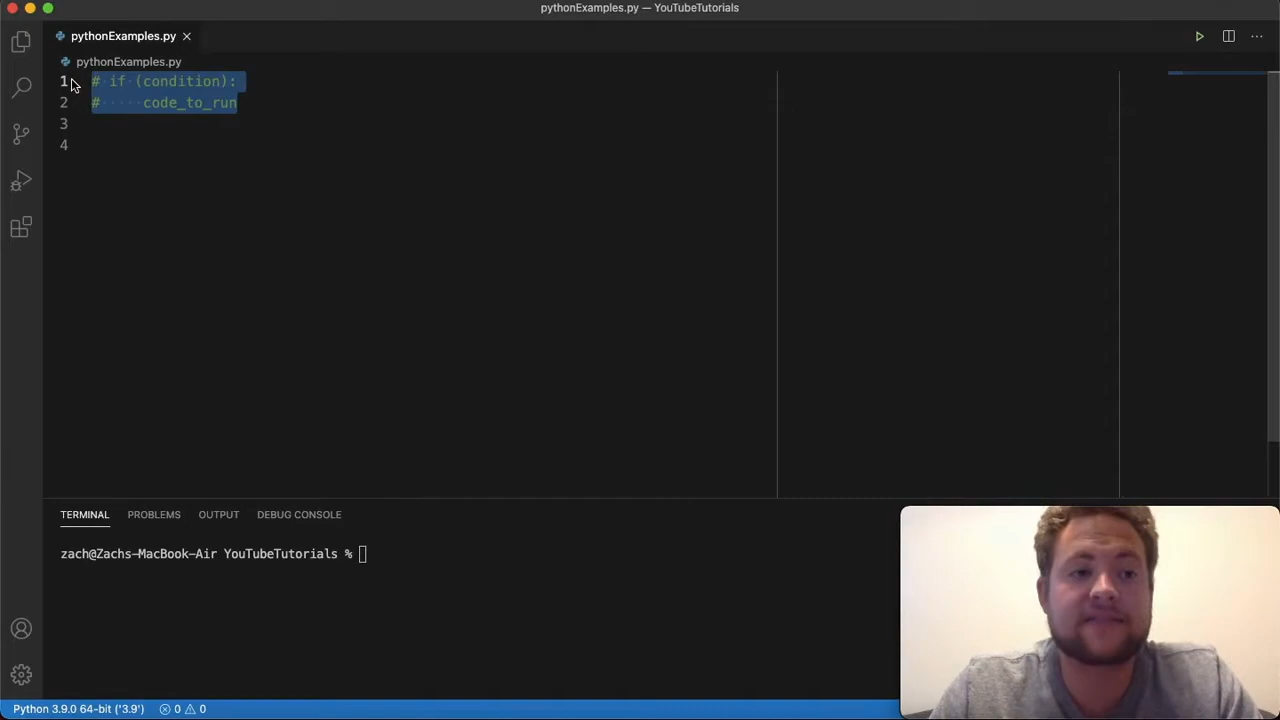 pythonExamples.py — YouTubeTutorials
pythonExamples.py
pythonExamples.py
1 # if (condition):
2 #     code_to_run
3
4
TERMINAL PROBLEMS OUTPUT DEBUG CONSOLE
zach@Zachs-MacBook-Air YouTubeTutorials %
Python 3.9.0 64-bit ('3.9') 0 0